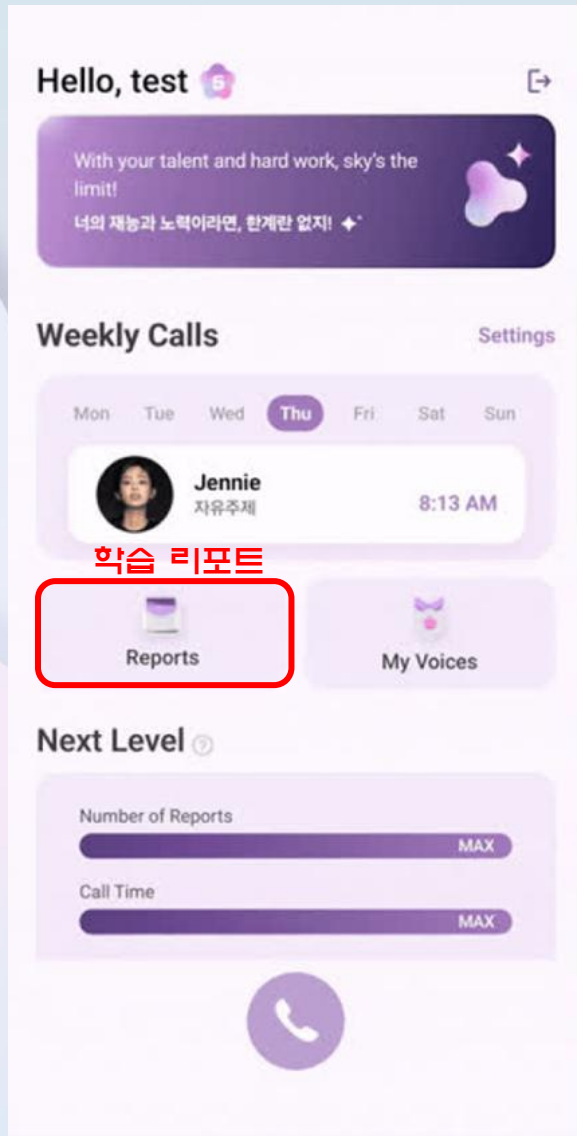 Hello, test 5
With your talent and hard work, sky's the
limit!
너의 재능과 노력이라면, 한계란 없지!
Weekly Calls
Settings
Mon Tue Wed Thu Fri Sat Sun
Jennie
자유주제
8:13 AM
학습 리포트
Reports
My Voices
Next Level ?
Number of Reports
MAX
Call Time
MAX